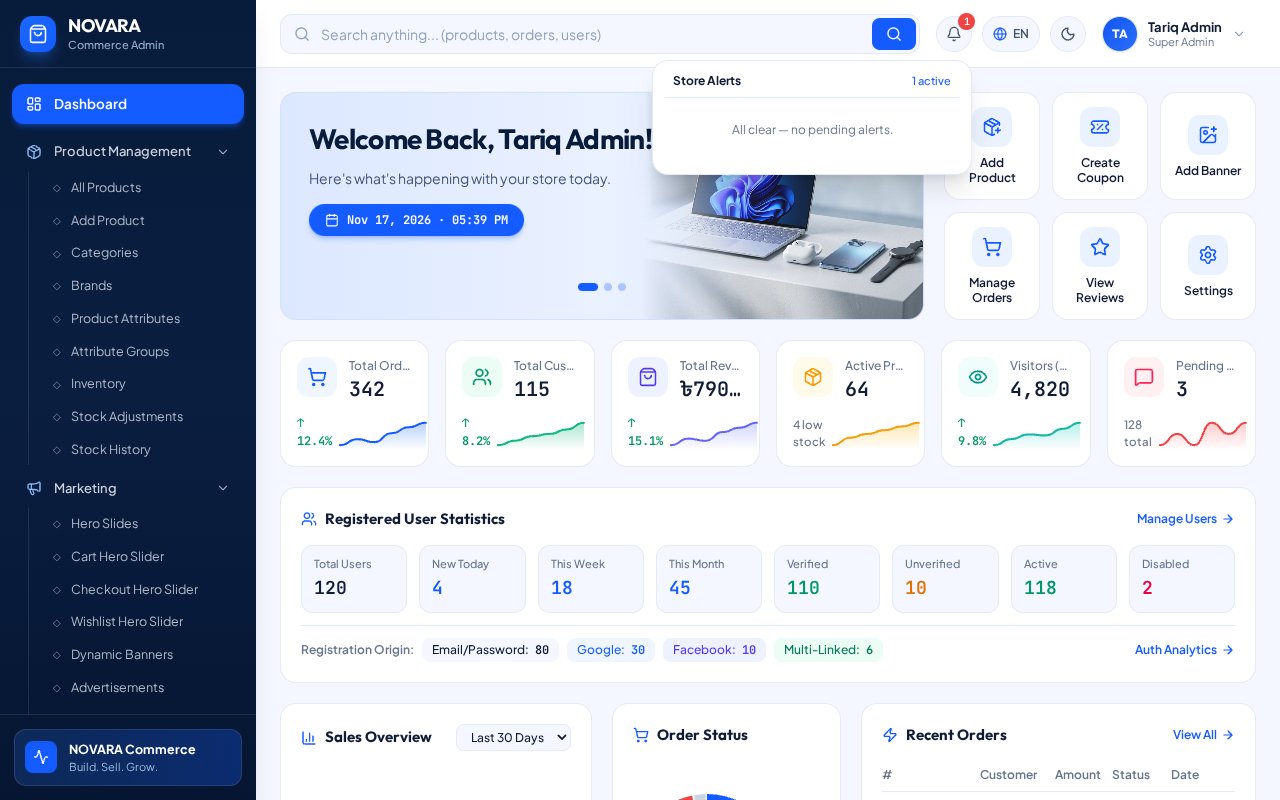 NOVARA
Commerce Admin
Search anything... (products, orders, users)
1
EN
TA
Tariq Admin
Super Admin
Dashboard
Product Management
All Products
Add Product
Categories
Brands
Product Attributes
Attribute Groups
Inventory
Stock Adjustments
Stock History
Marketing
Hero Slides
Cart Hero Slider
Checkout Hero Slider
Wishlist Hero Slider
Dynamic Banners
Advertisements
NOVARA Commerce
Build. Sell. Grow.
Store Alerts
1 active
All clear — no pending alerts.
Welcome Back, Tariq Admin!
Here's what's happening with your store today.
Nov 17, 2026 · 05:39 PM
Add
Product
Create
Coupon
Add Banner
Manage
Orders
View
Reviews
Settings
Total Ord...
342
↑
12.4%
Total Cus...
115
↑
8.2%
Total Rev...
৳790…
↑
15.1%
Active Pr...
64
4 low
stock
Visitors (...
4,820
↑
9.8%
Pending ...
3
128
total
Registered User Statistics
Manage Users →
Total Users
120
New Today
4
This Week
18
This Month
45
Verified
110
Unverified
10
Active
118
Disabled
2
Registration Origin: Email/Password: 80 Google: 30 Facebook: 10 Multi-Linked: 6
Auth Analytics →
Sales Overview
Last 30 Days
Order Status
Recent Orders
View All →
# Customer Amount Status Date